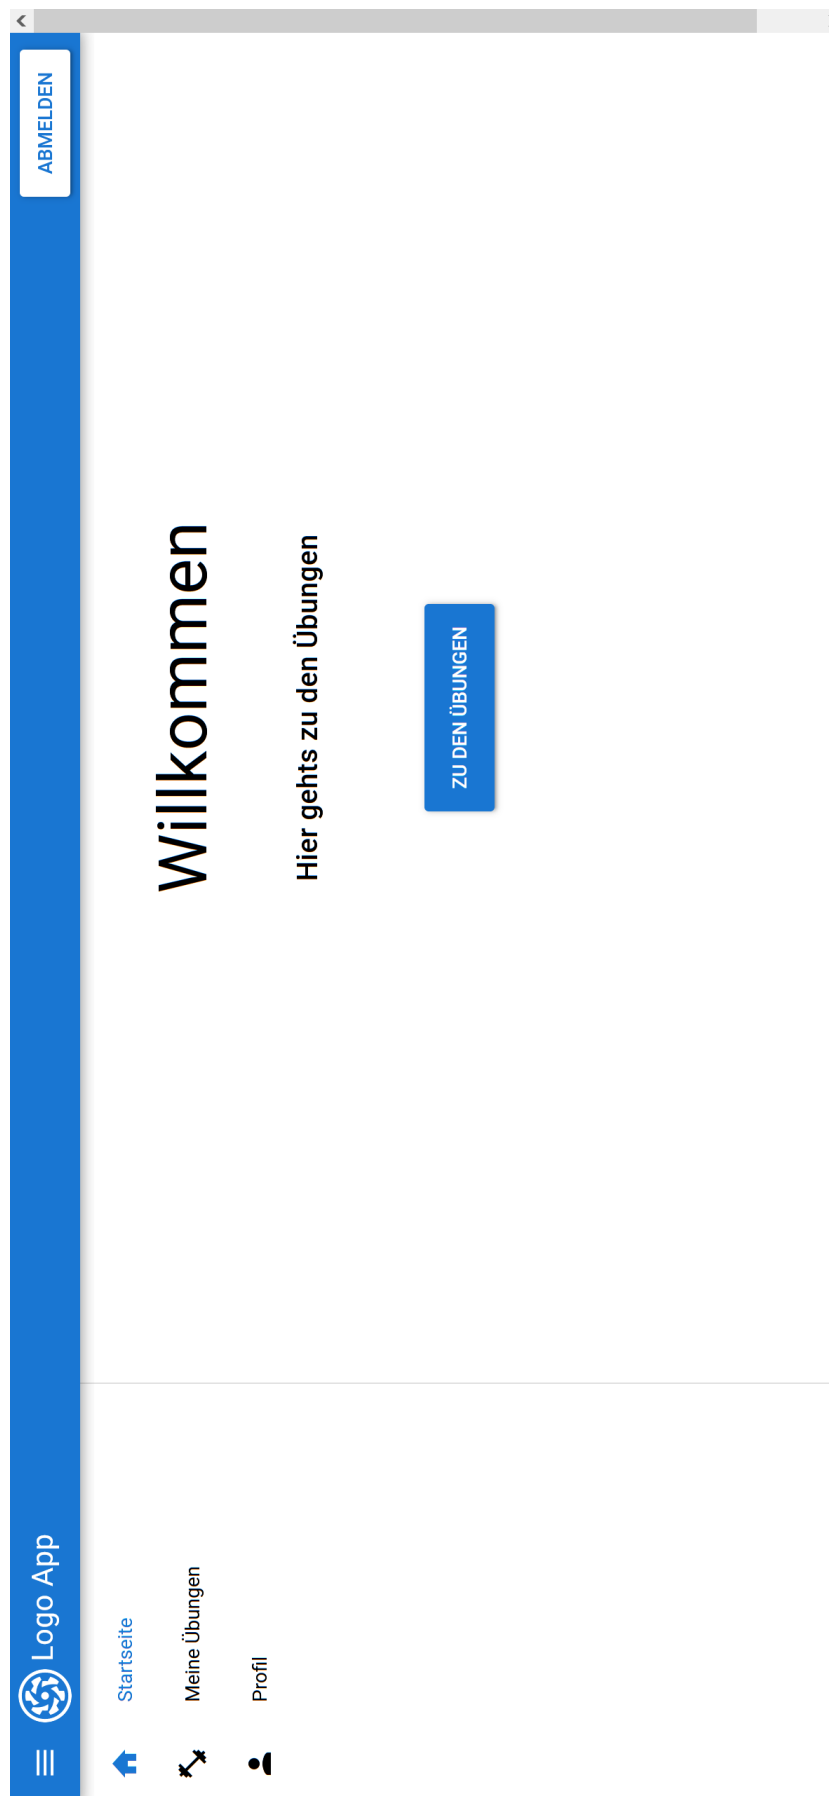 Logo App
ABMELDEN
Startseite
Meine Übungen
Profil
Willkommen
Hier gehts zu den Übungen
ZU DEN ÜBUNGEN